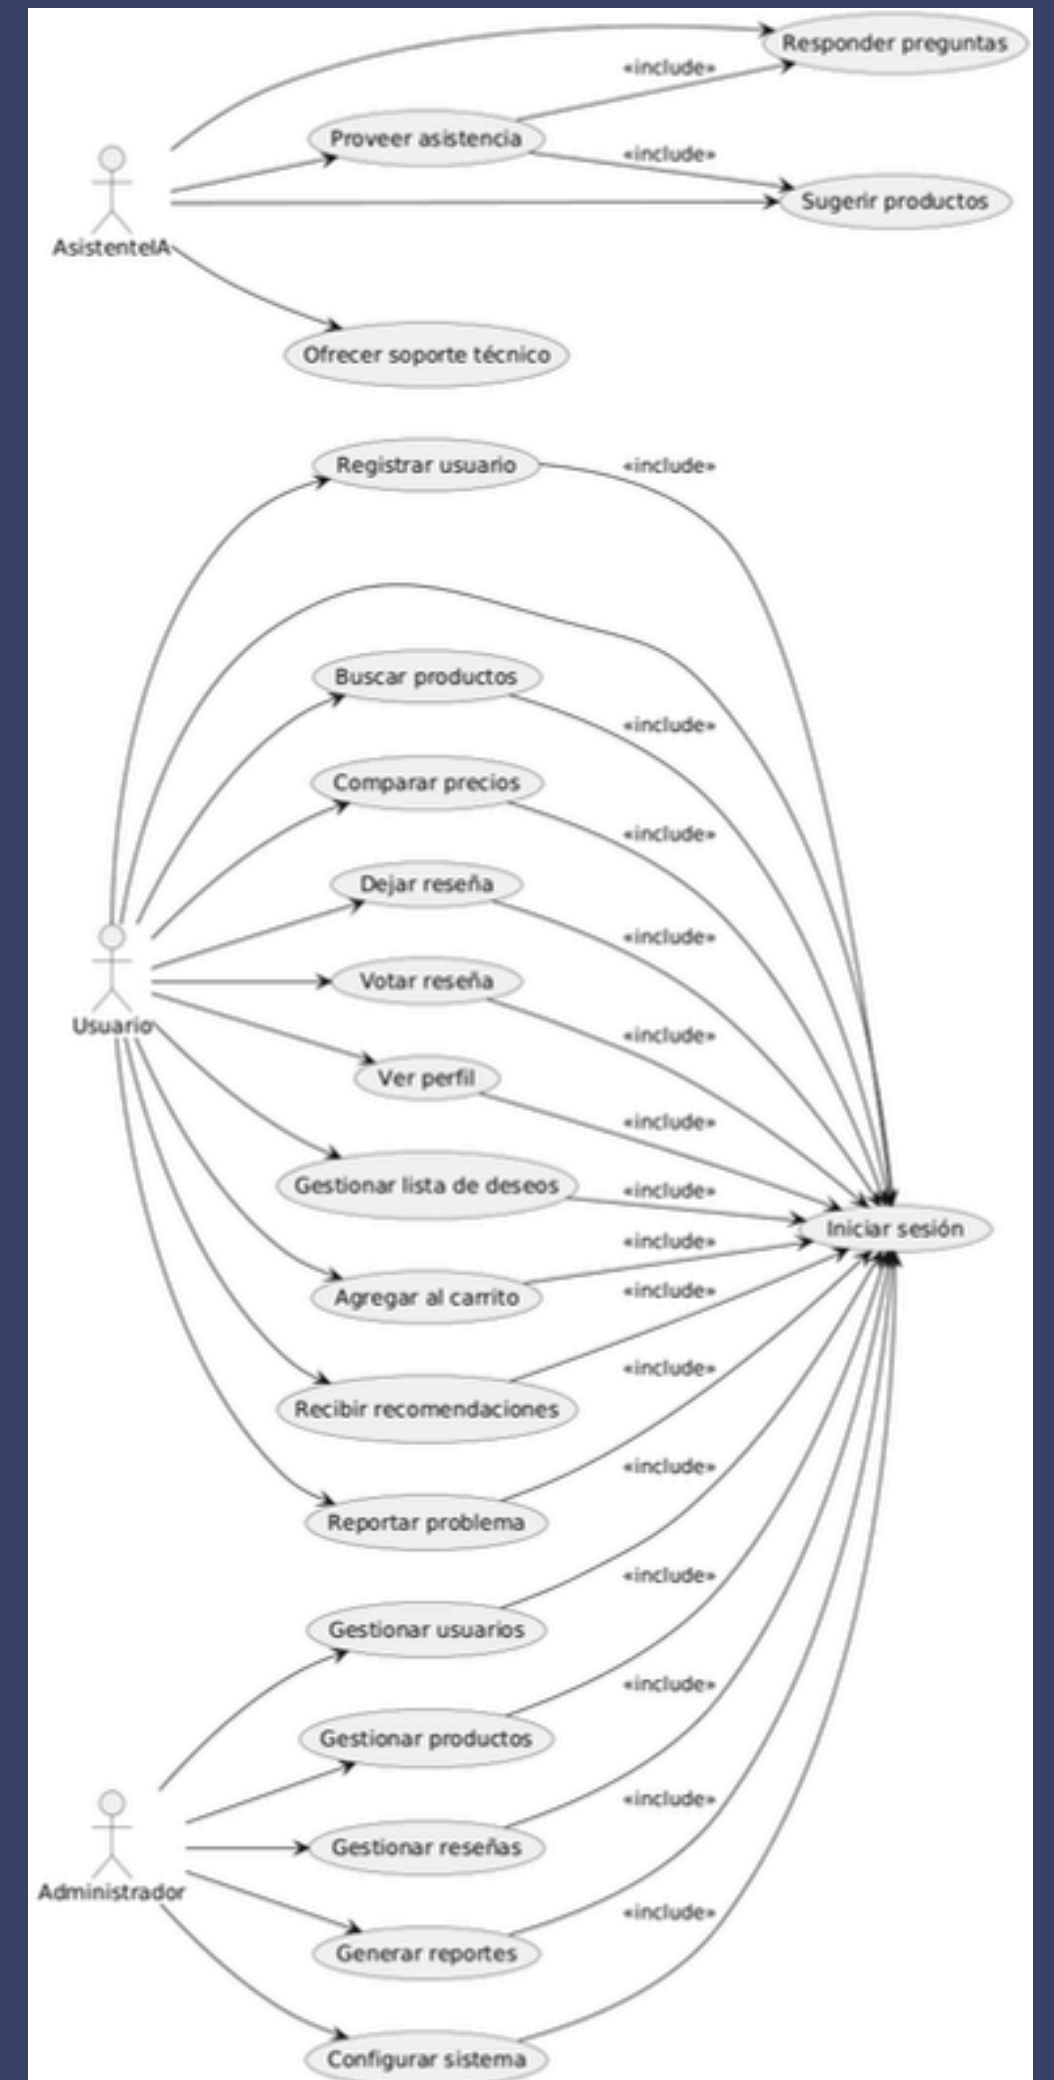 Responder preguntas
«include»
Proveer asistencia
«include»
Sugerir productos
AsistenteIA
Ofrecer soporte técnico
Registrar usuario
«include»
Buscar productos
«include»
Comparar precios
«include»
Dejar reseña
«include»
Votar reseña
Usuario
«include»
Ver perfil
«include»
Gestionar lista de deseos
«include»
Iniciar sesión
«include»
Agregar al carrito
«include»
«include»
Recibir recomendaciones
«include»
Reportar problema
«include»
Gestionar usuarios
«include»
Gestionar productos
«include»
Gestionar reseñas
Administrador
«include»
Generar reportes
Configurar sistema